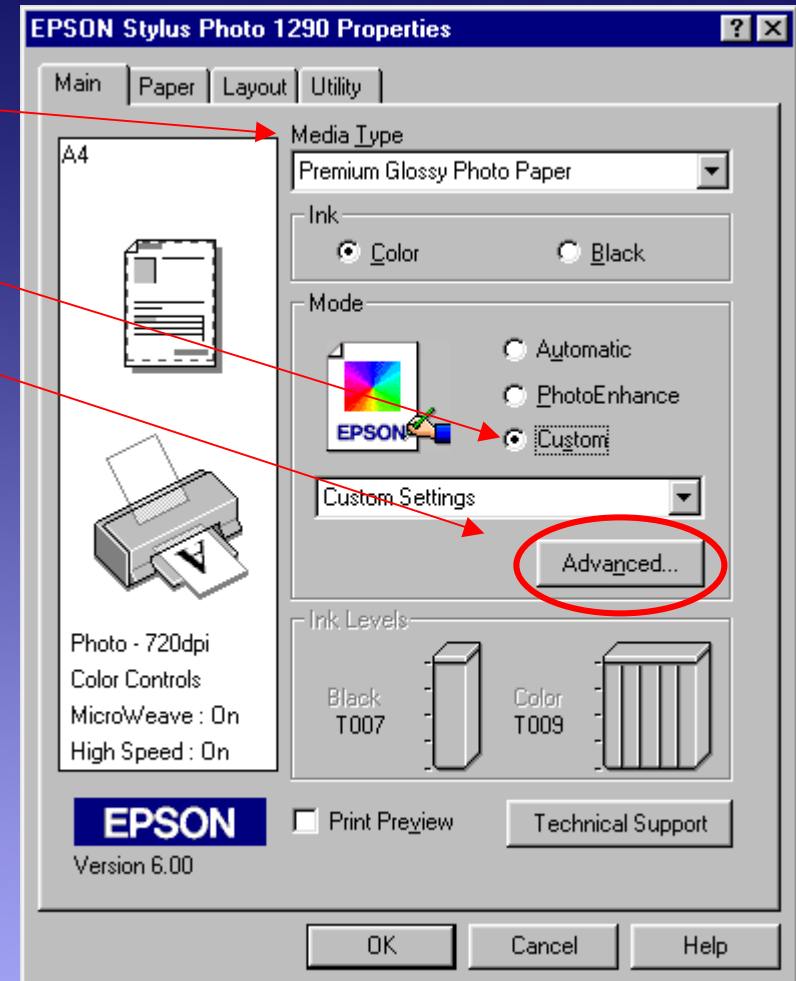 EPSON Stylus Photo 1290 Properties
? ×
Main Paper Layout Utility
A4
Photo - 720dpi
Color Controls
MicroWeave : On
High Speed : On
EPSON
Version 6.00
Media Type
Premium Glossy Photo Paper
Ink
Color Black
Mode
EPSON
Automatic
PhotoEnhance
Custom
Custom Settings
Advanced...
Ink Levels
Black
T007
Color
T009
Print Preview
Technical Support
OK Cancel Help